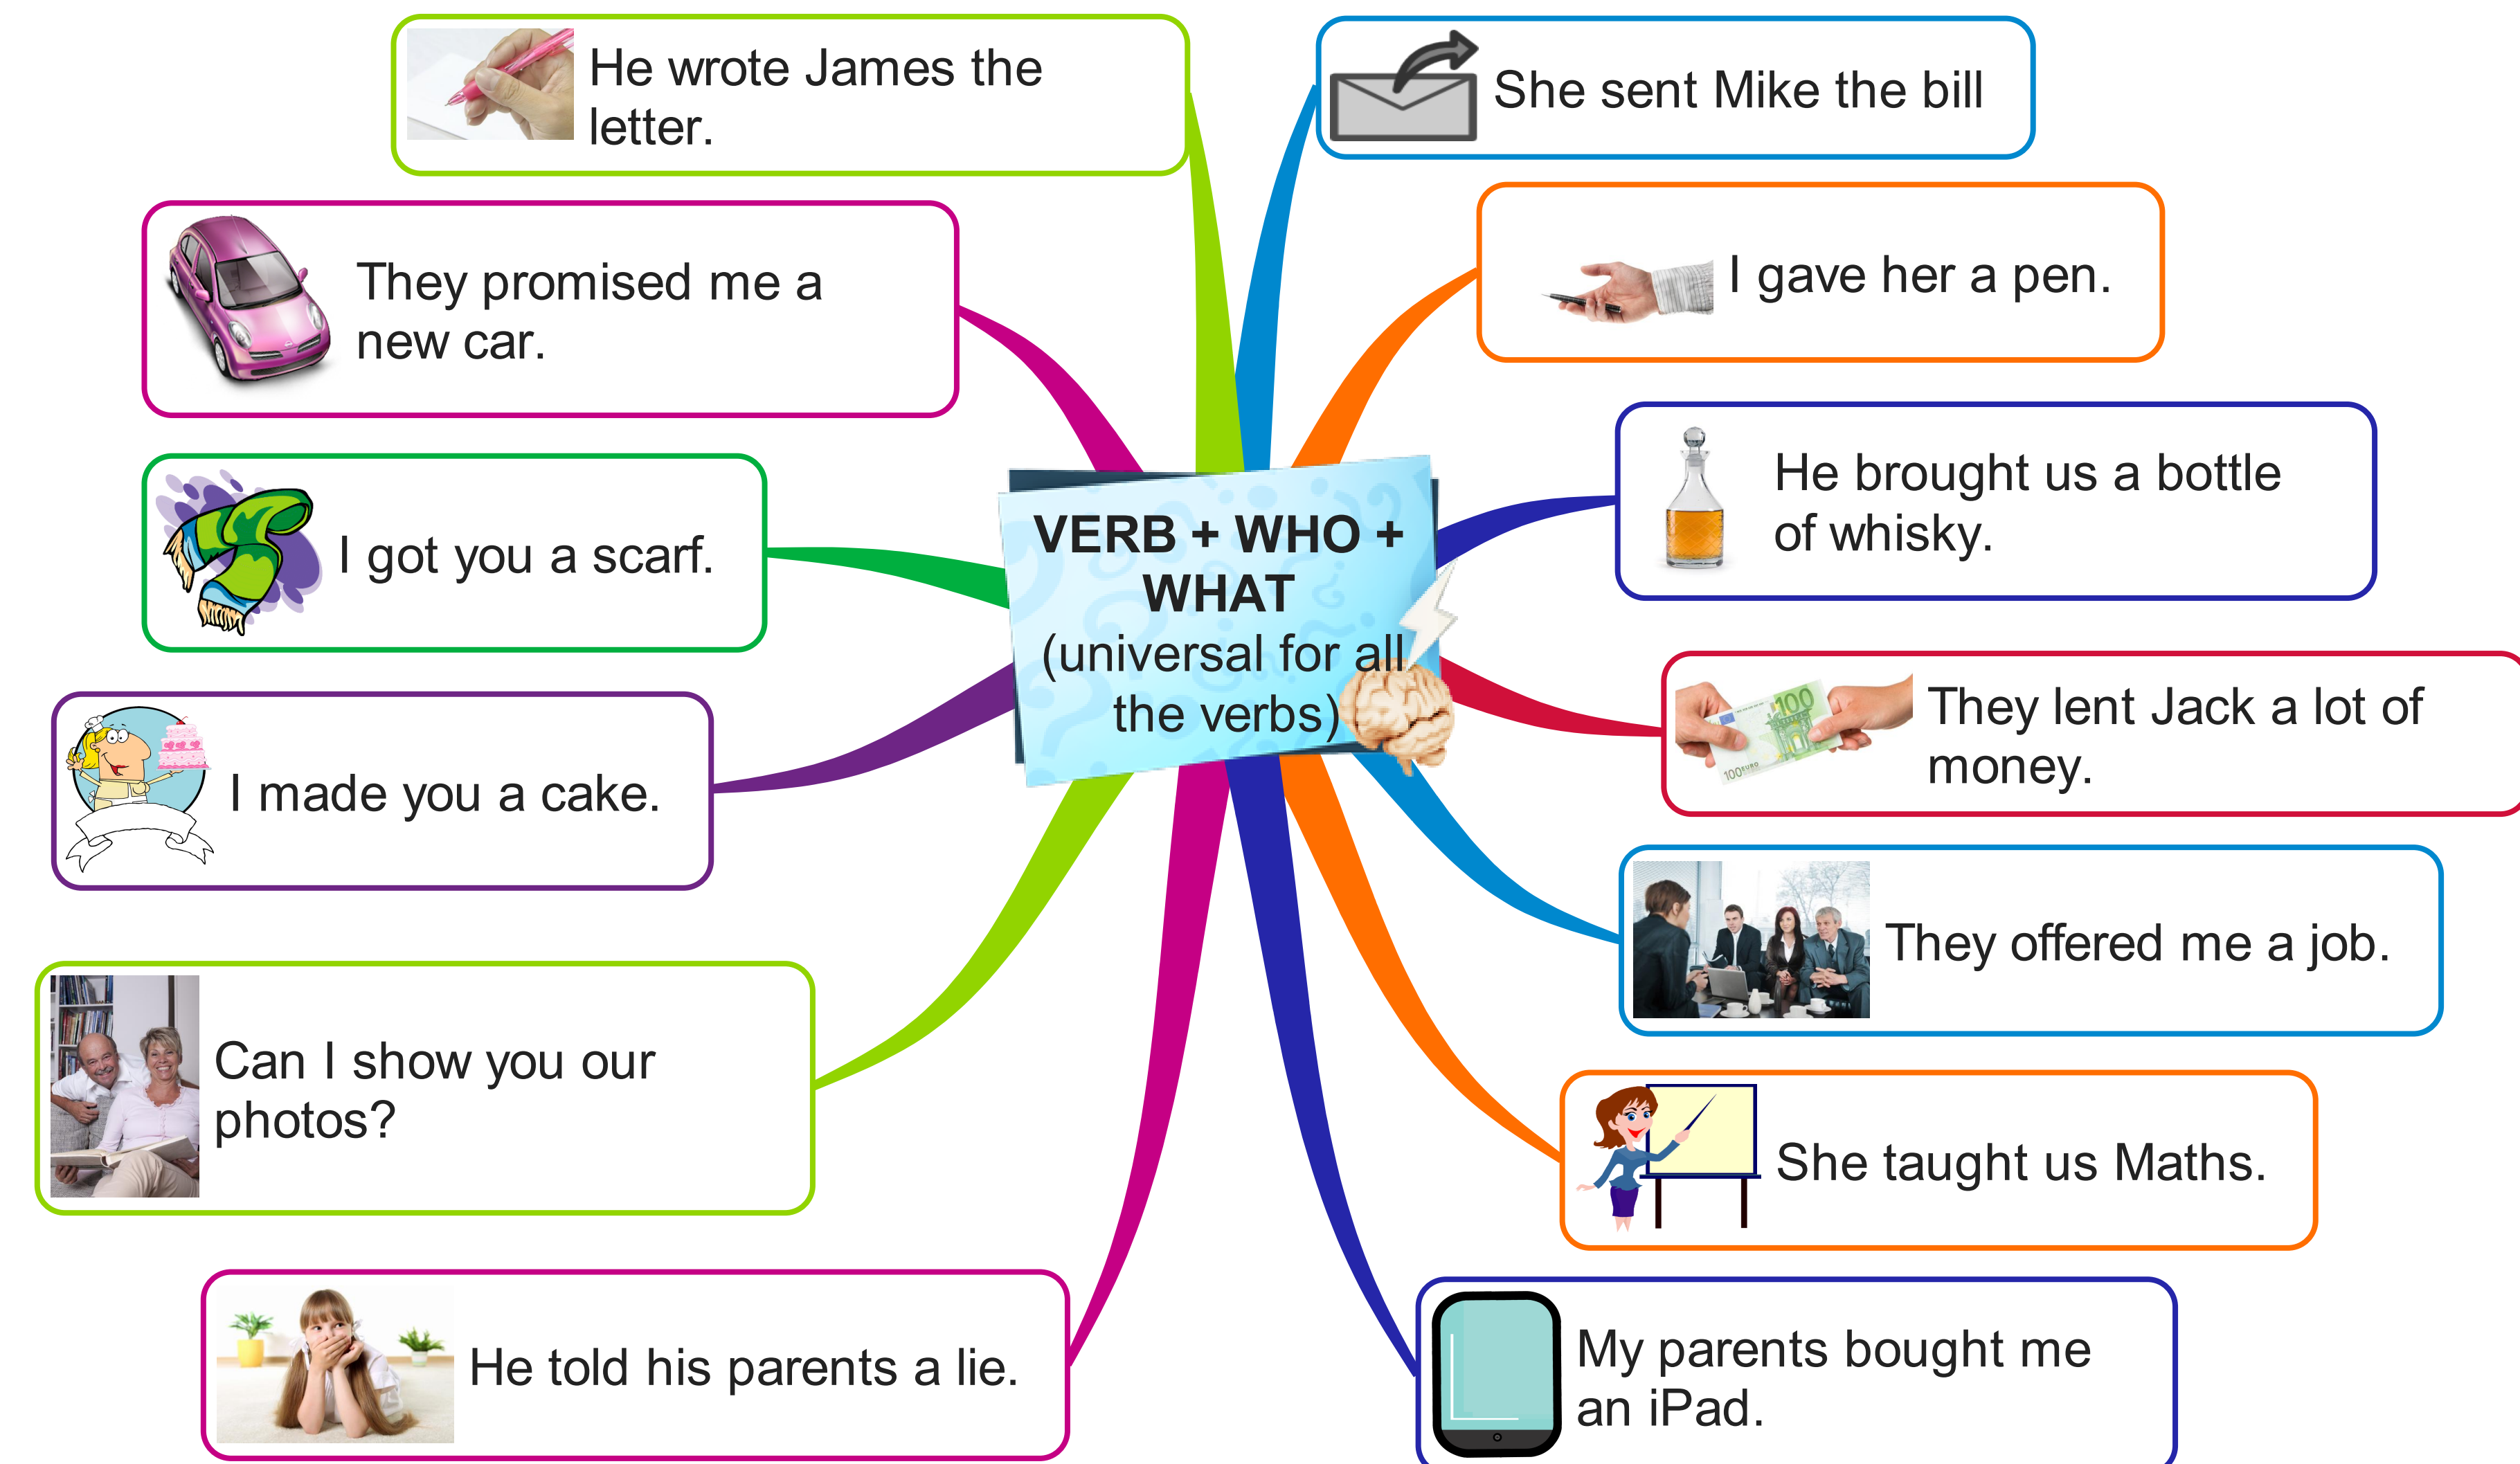 He wrote James the
letter.
She sent Mike the bill
They promised me a
new car.
I gave her a pen.
I got you a scarf.
He brought us a bottle
of whisky.
VERB + WHO +
WHAT
(universal for all
the verbs)
They lent Jack a lot of
money.
100
100EURO
I made you a cake.
They offered me a job.
Can I show you our
photos?
She taught us Maths.
He told his parents a lie.
My parents bought me
an iPad.